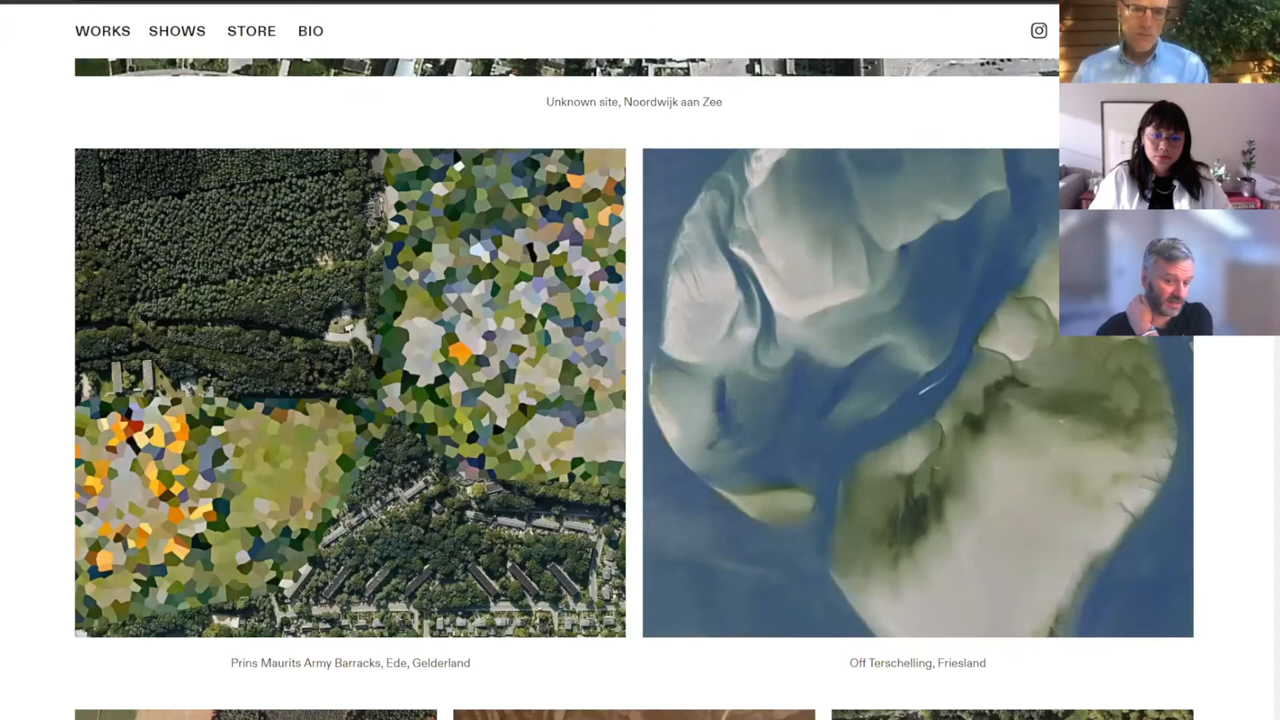 WORKS SHOWS STORE BIO
Unknown site, Noordwijk aan Zee
Prins Maurits Army Barracks, Ede, Gelderland
Off Terschelling, Friesland